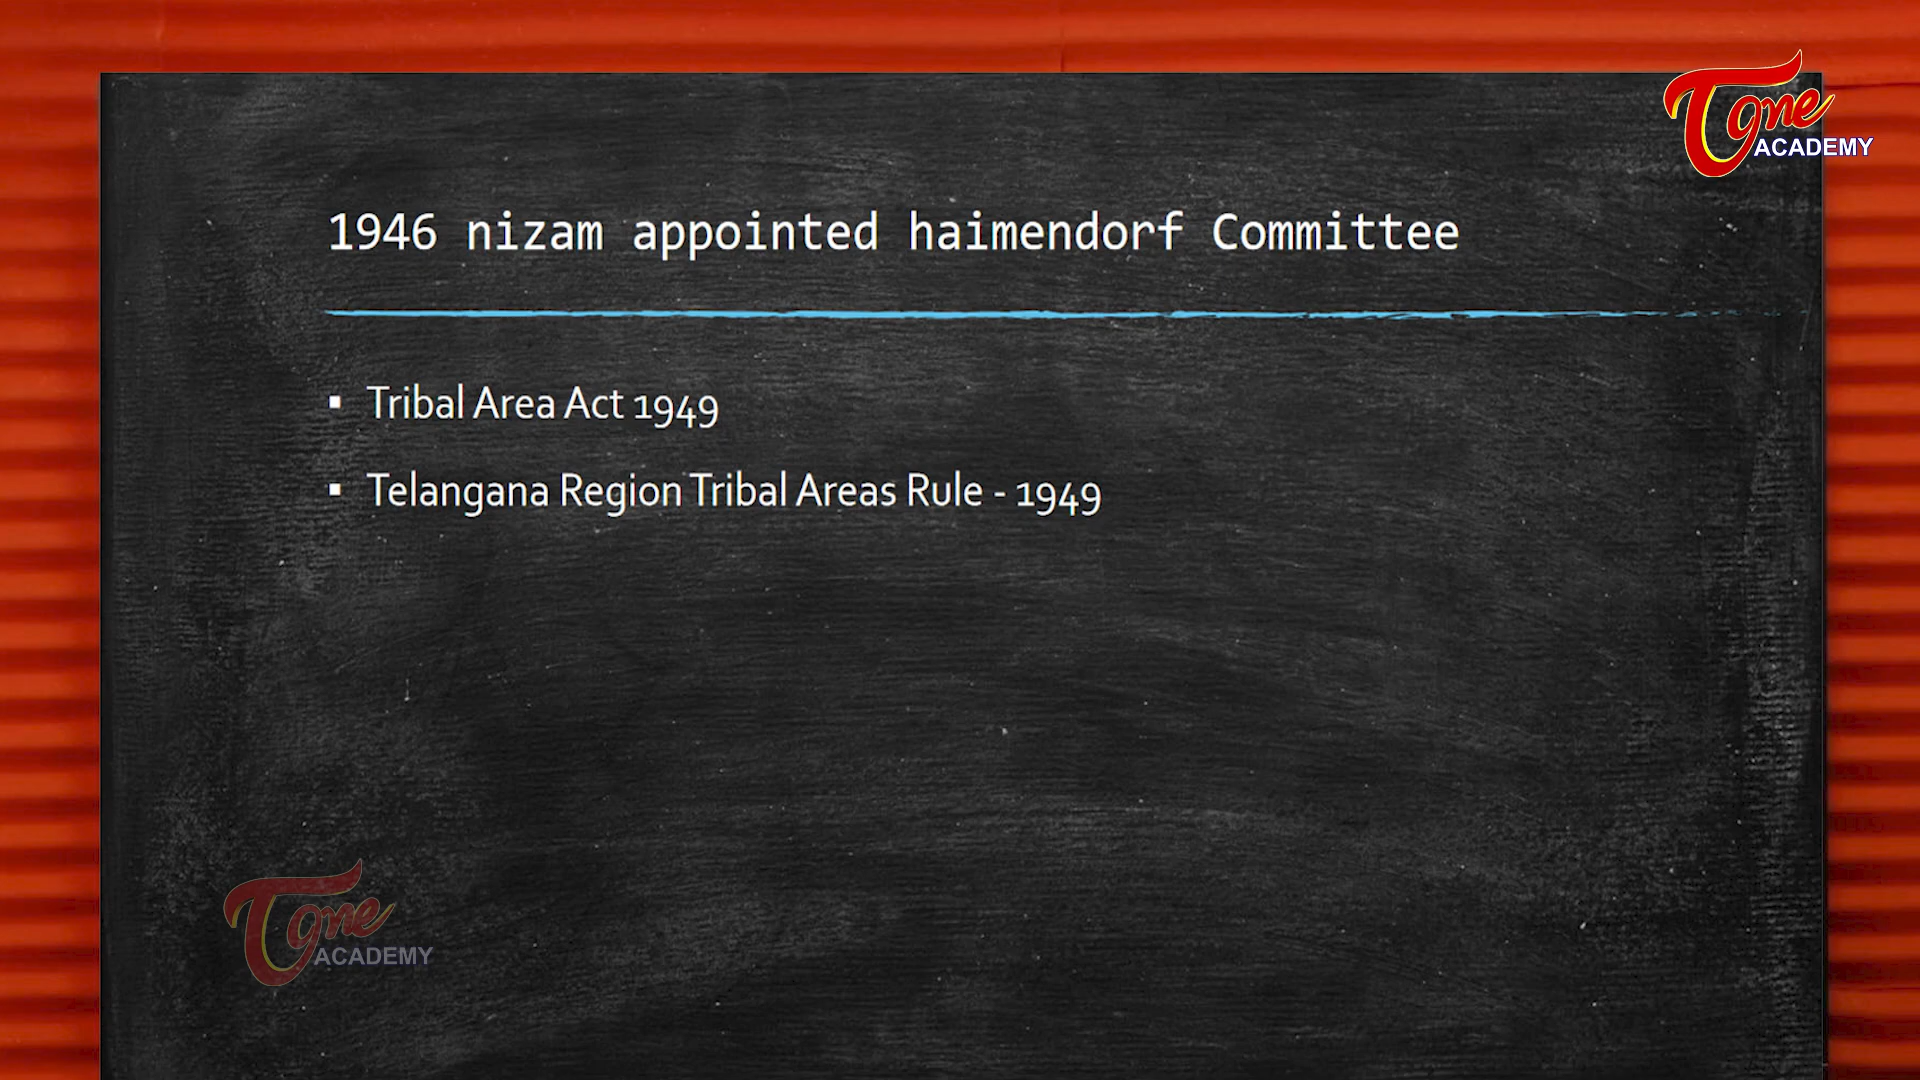 Tone
ACADEMY
1946 nizam appointed haimendorf Committee
▪ Tribal Area Act 1949
▪ Telangana Region Tribal Areas Rule - 1949
Tone
ACADEMY